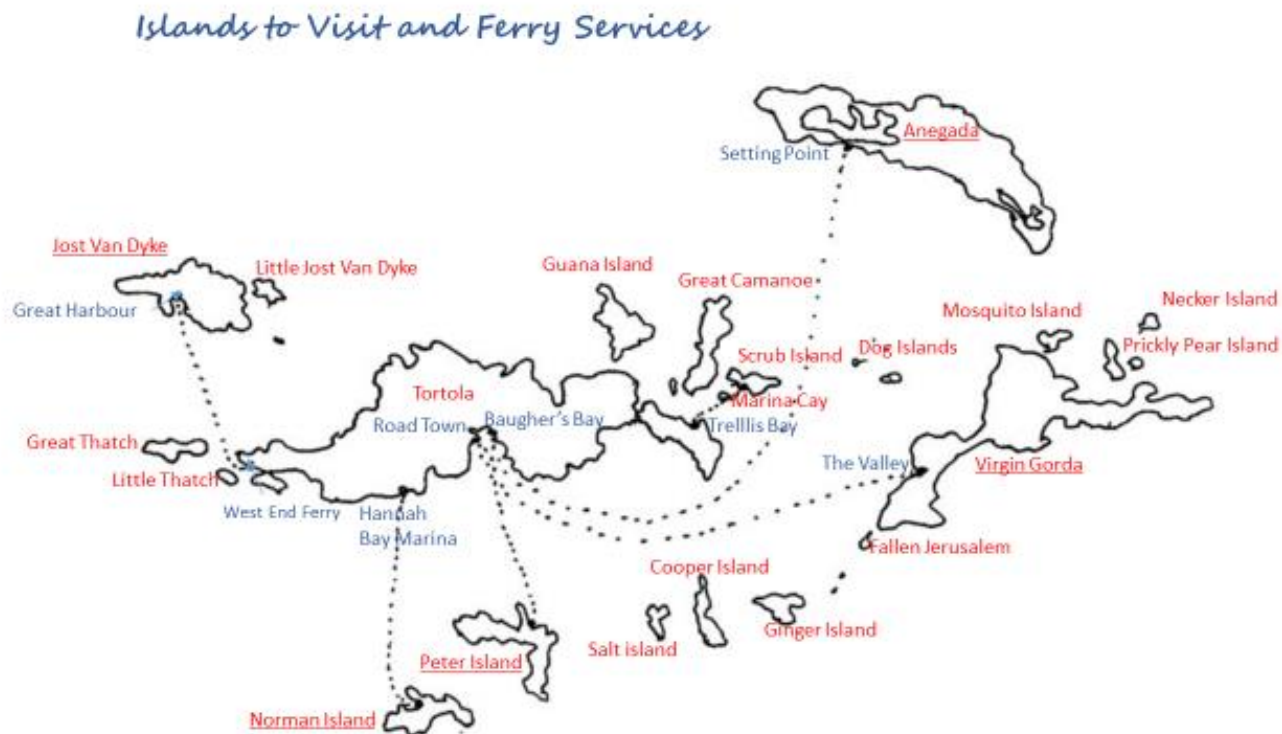 Islands to Visit and Ferry Services
Anegada
Setting Point
Jost Van Dyke
Little Jost Van Dyke
Great Harbour
Guana Island
Great Camanoe
Necker Island
Mosquito Island
Prickly Pear Island
Scrub Island
Dog Islands
Marina Cay
Trelllis Bay
Tortola
Road Town
Baugher's Bay
Great Thatch
Little Thatch
West End Ferry
Hannah
Bay Marina
The Valley
Virgin Gorda
Fallen Jerusalem
Cooper Island
Ginger Island
Salt island
Peter Island
Norman Island